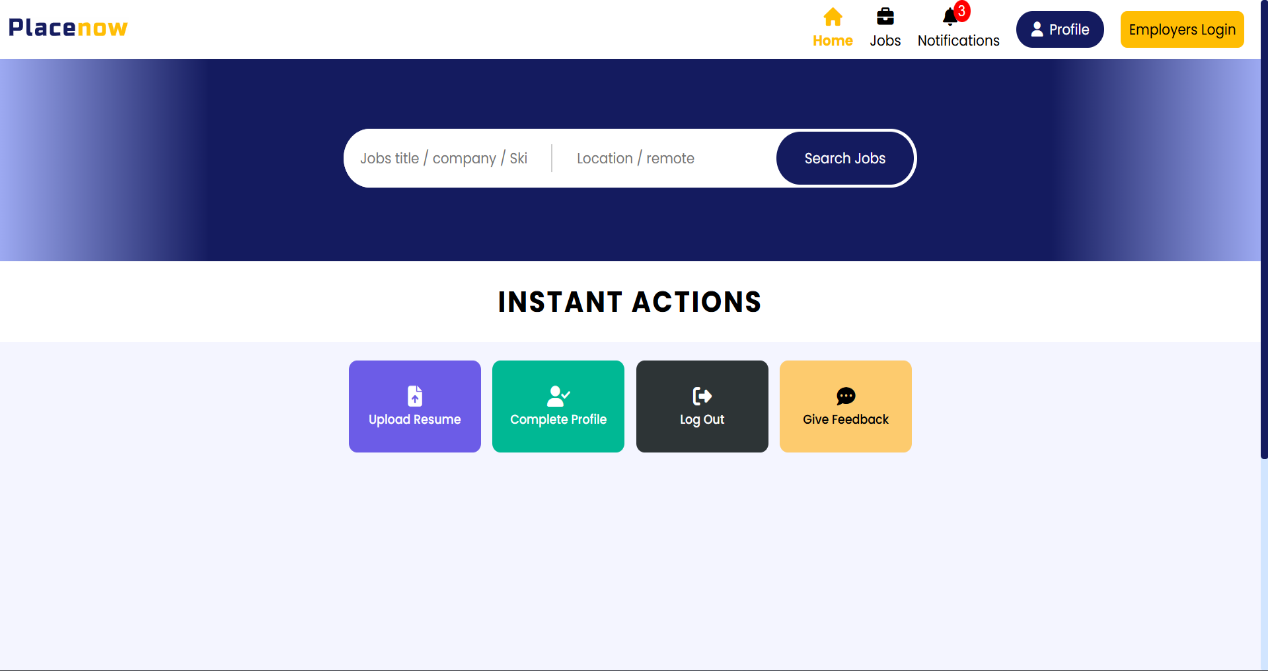 Placenow
3
Home Jobs Notifications Profile Employers Login
Jobs title / company / Ski Location / remote Search Jobs
INSTANT ACTIONS
Upload Resume Complete Profile Log Out Give Feedback